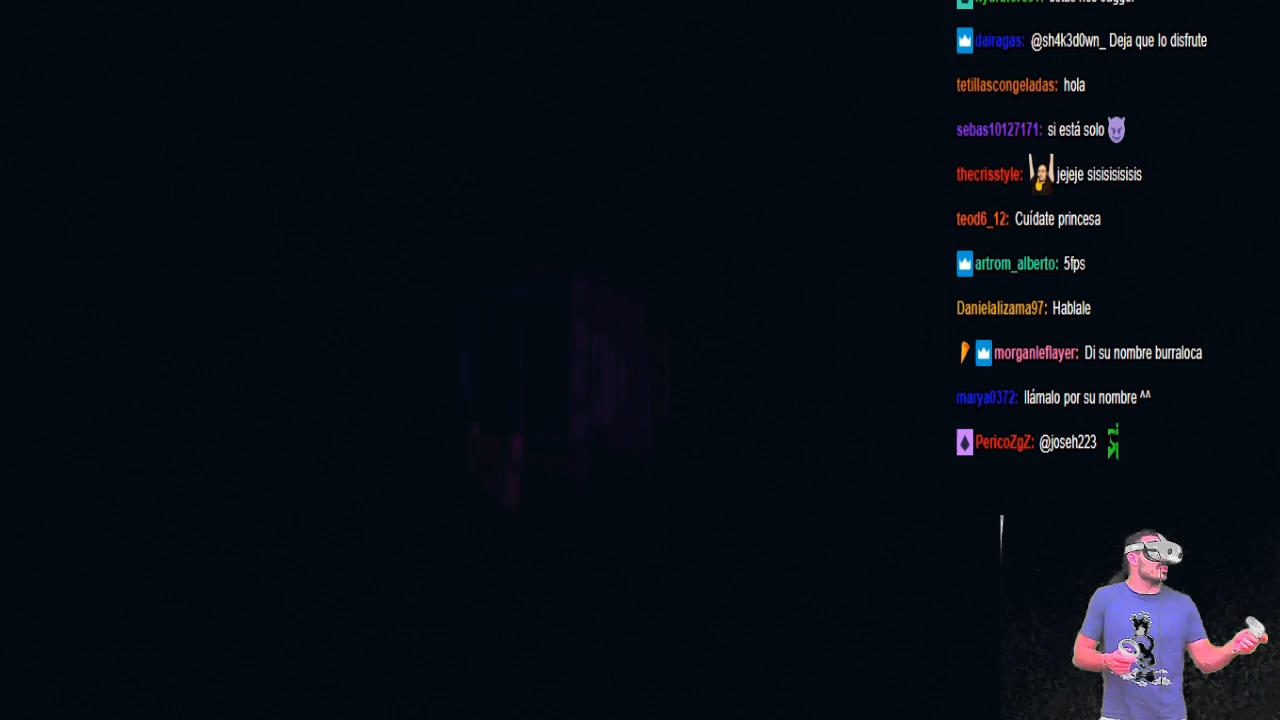 dairagas: @sh4k3d0wn_ Deja que lo disfrute
tetillascongeladas: hola
sebas10127171: si está solo
thecrisstyle: jejeje sisisisisisis
teod6_12: Cuídate princesa
artrom_alberto: 5fps
Danielalizama97: Hablale
morganleflayer: Di su nombre burraloca
marya0372: llámalo por su nombre ^^
PericoZgZ: @joseh223